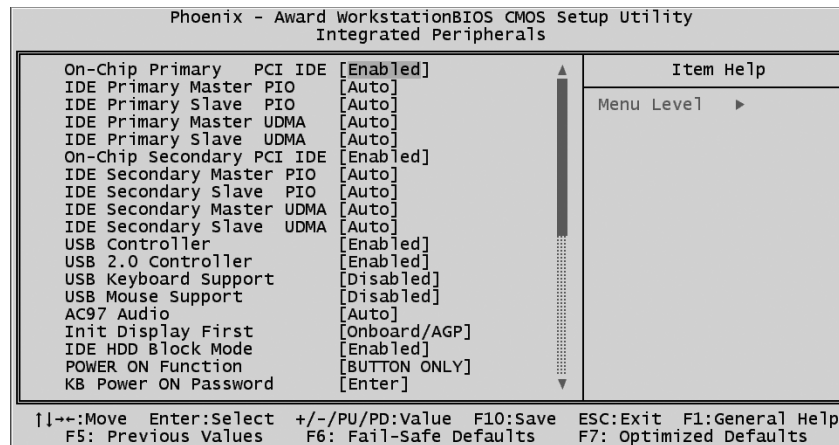 Phoenix - Award WorkstationBIOS CMOS Setup Utility
Integrated Peripherals
On-Chip Primary PCI IDE [Enabled]
IDE Primary Master PIO [Auto]
IDE Primary Slave PIO [Auto]
IDE Primary Master UDMA [Auto]
IDE Primary Slave UDMA [Auto]
On-Chip Secondary PCI IDE [Enabled]
IDE Secondary Master PIO [Auto]
IDE Secondary Slave PIO [Auto]
IDE Secondary Master UDMA [Auto]
IDE Secondary Slave UDMA [Auto]
USB Controller [Enabled]
USB 2.0 Controller [Enabled]
USB Keyboard Support [Disabled]
USB Mouse Support [Disabled]
AC97 Audio [Auto]
Init Display First [Onboard/AGP]
IDE HDD Block Mode [Enabled]
POWER ON Function [BUTTON ONLY]
KB Power ON Password [Enter]
Item Help
Menu Level ▶
↑↓→←:Move Enter:Select +/-/PU/PD:Value F10:Save ESC:Exit F1:General Help
F5: Previous Values F6: Fail-Safe Defaults F7: Optimized Defaults